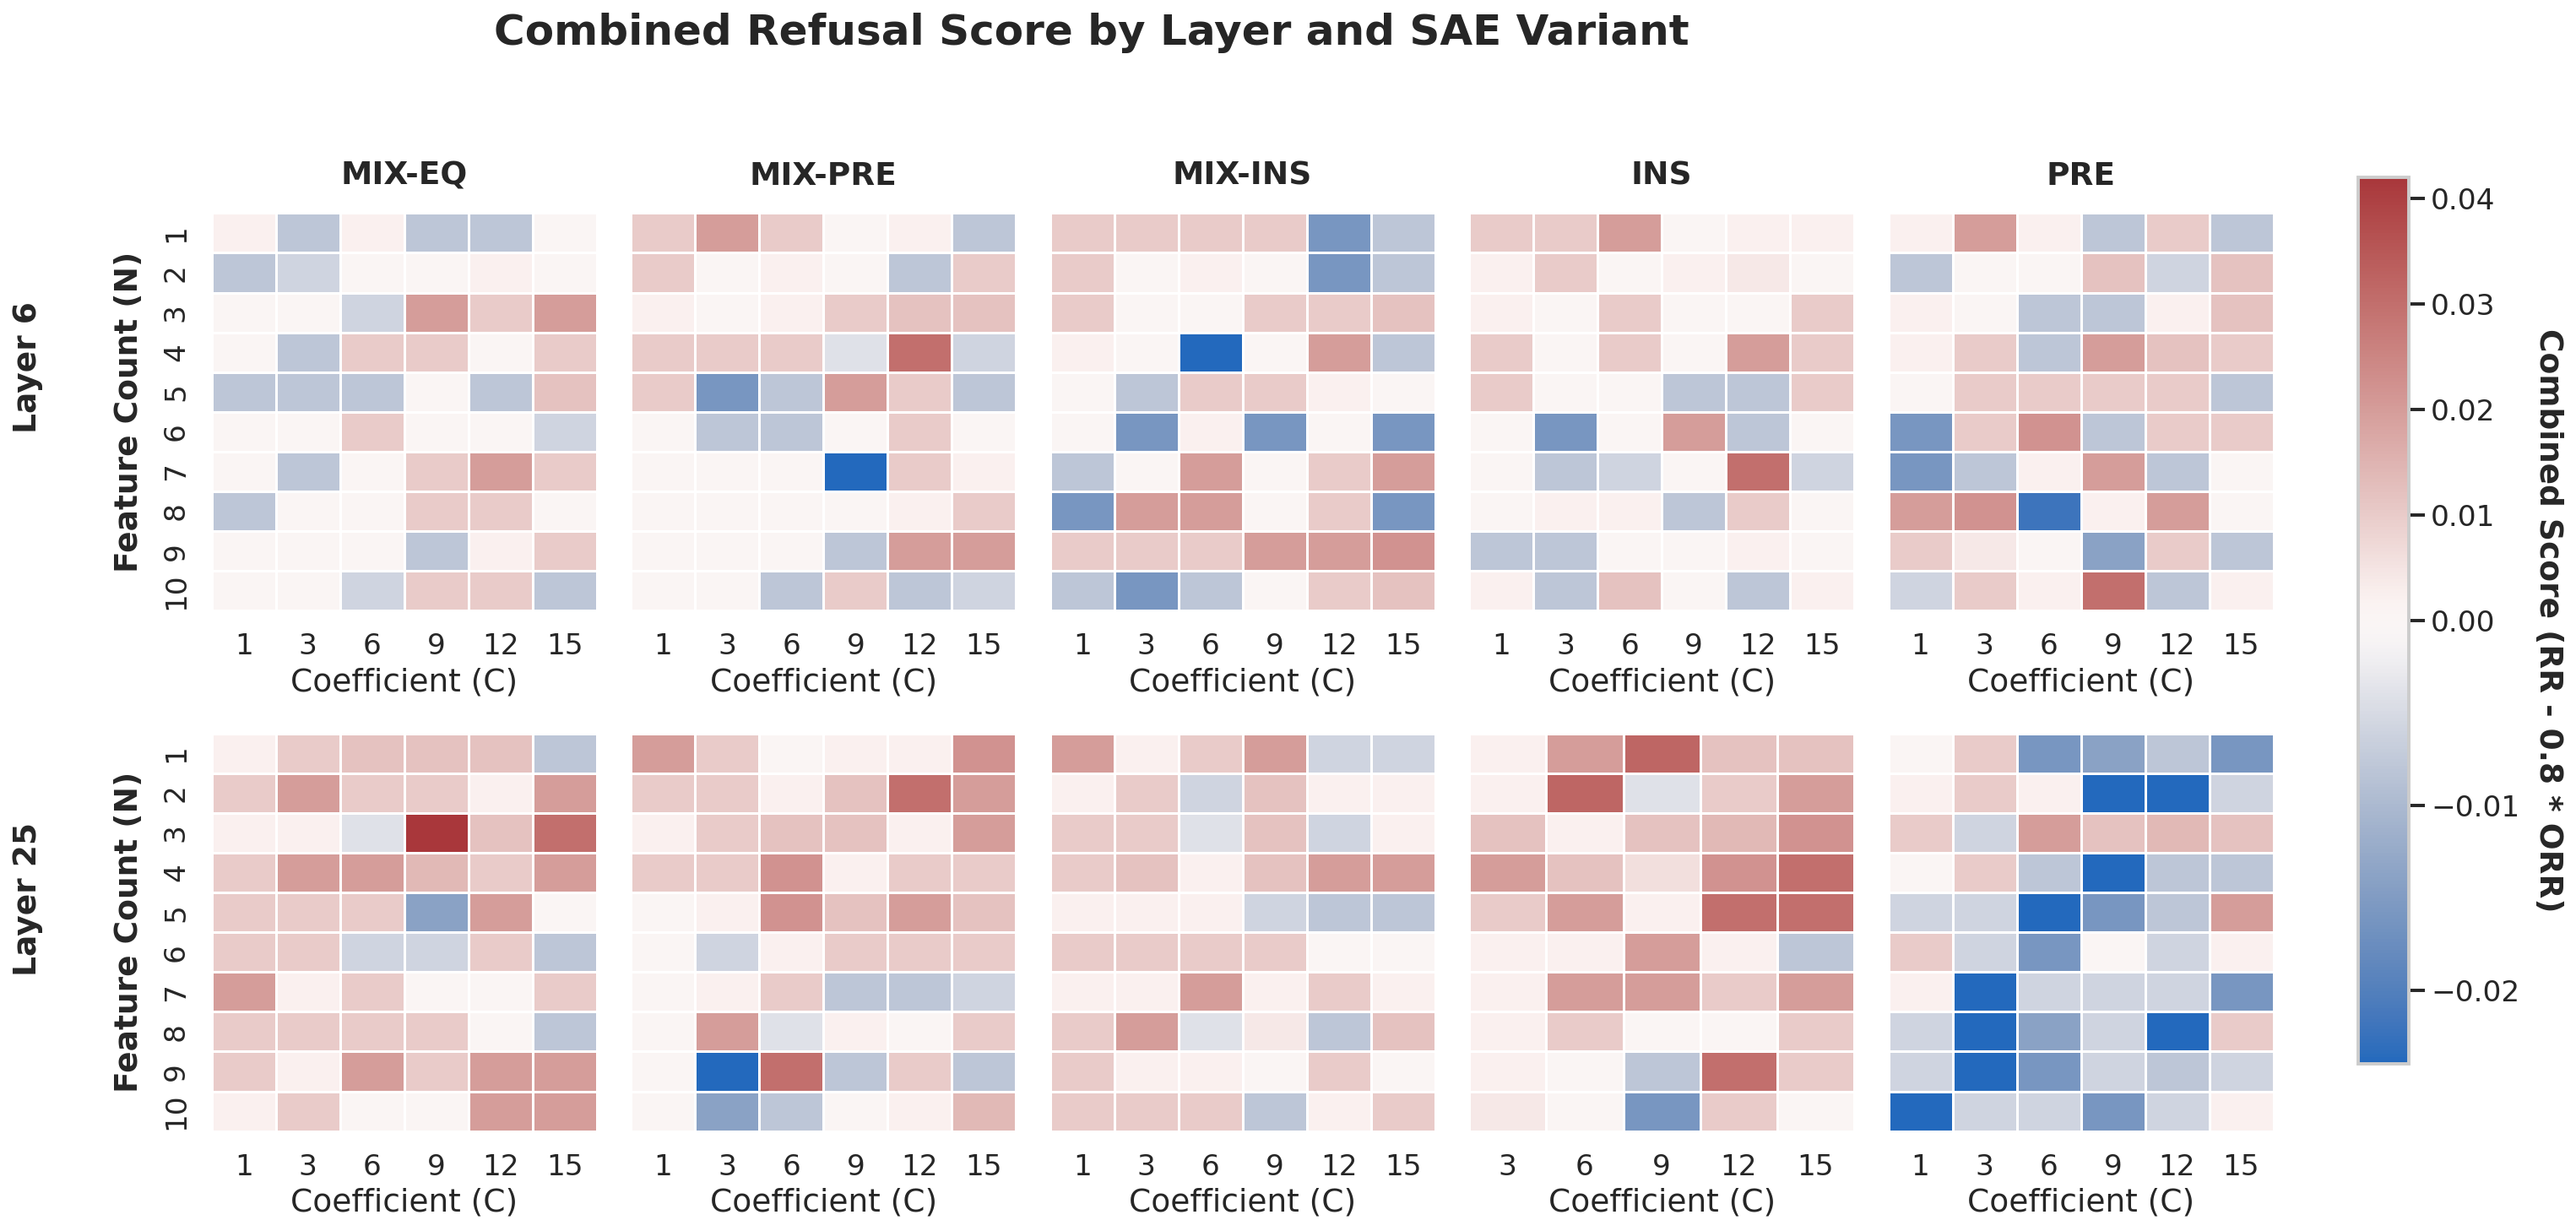 Combined Refusal Score by Layer and SAE Variant
MIX-EQ
MIX-PRE
MIX-INS
INS
PRE
Layer 6
Feature Count (N)
1
2
3
4
5
6
7
8
9
10
1 3 6 9 12 15
Coefficient (C)
1 3 6 9 12 15
Coefficient (C)
1 3 6 9 12 15
Coefficient (C)
1 3 6 9 12 15
Coefficient (C)
1 3 6 9 12 15
Coefficient (C)
Layer 25
Feature Count (N)
1
2
3
4
5
6
7
8
9
10
1 3 6 9 12 15
Coefficient (C)
1 3 6 9 12 15
Coefficient (C)
1 3 6 9 12 15
Coefficient (C)
3 6 9 12 15
Coefficient (C)
1 3 6 9 12 15
Coefficient (C)
0.04
0.03
0.02
0.01
0.00
−0.01
−0.02
Combined Score (RR - 0.8 * ORR)